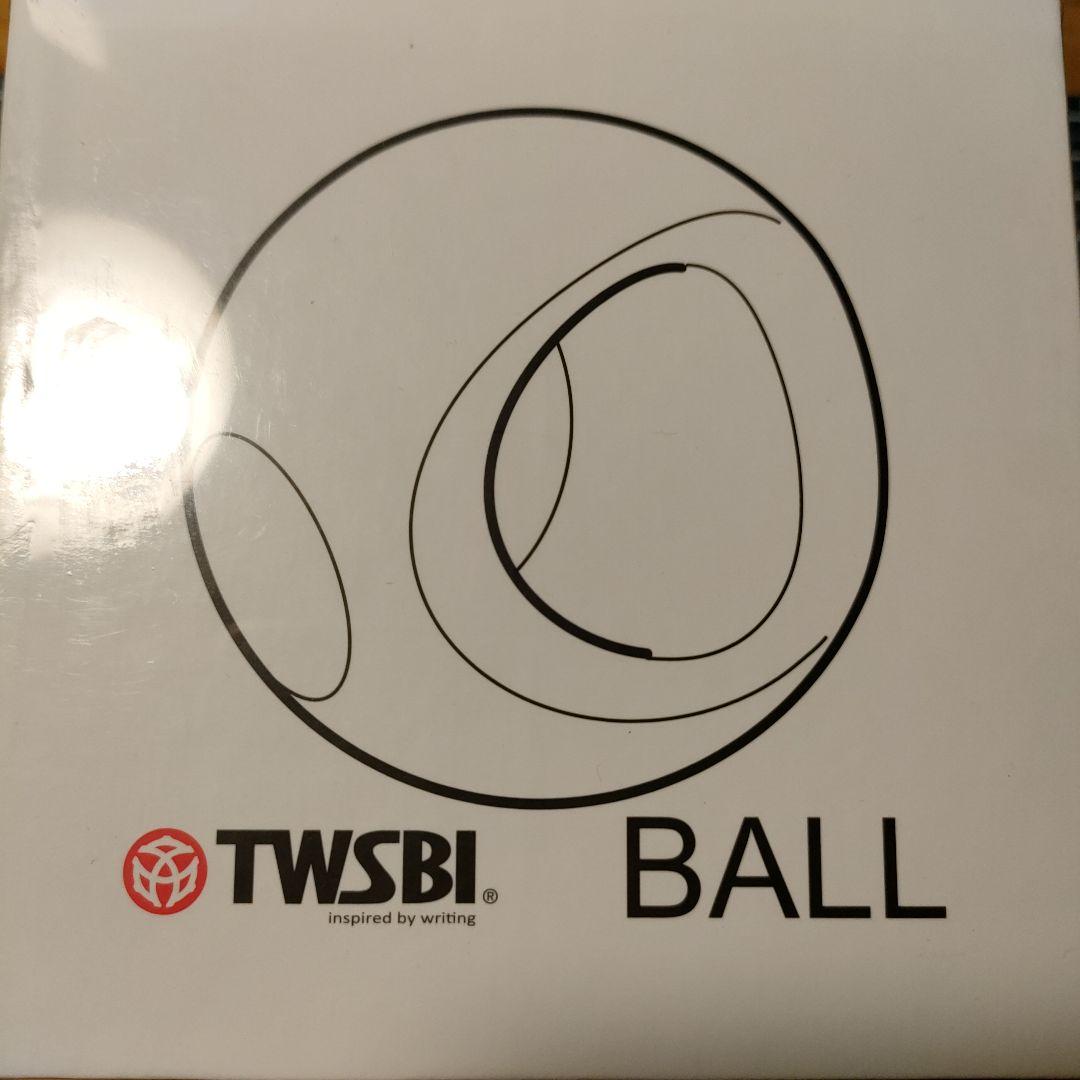 TWSBI®
inspired by writing
BALL